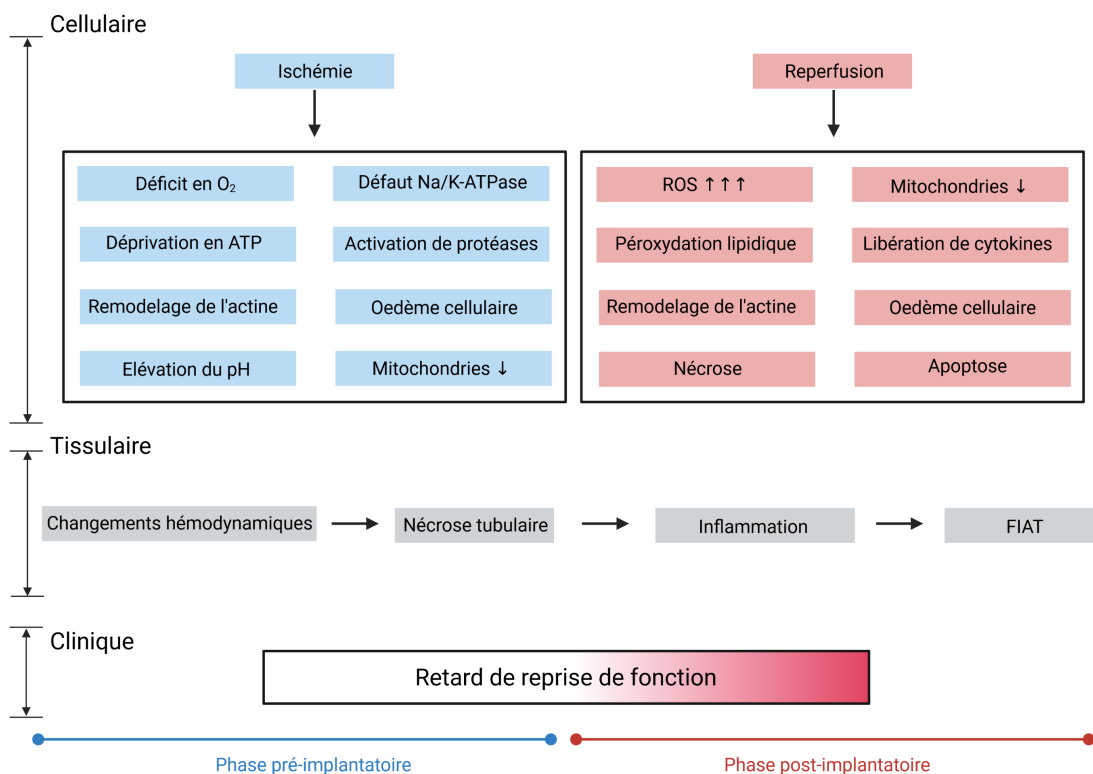 Cellulaire
Ischémie
Reperfusion
Déficit en O₂
Défaut Na/K-ATPase
ROS ↑↑↑
Mitochondries ↓
Déprivation en ATP
Activation de protéases
Péroxydation lipidique
Libération de cytokines
Remodelage de l'actine
Oedème cellulaire
Remodelage de l'actine
Oedème cellulaire
Elévation du pH
Mitochondries ↓
Nécrose
Apoptose
Tissulaire
Changements hémodynamiques
Nécrose tubulaire
Inflammation
FIAT
Clinique
Retard de reprise de fonction
Phase pré-implantatoire
Phase post-implantatoire